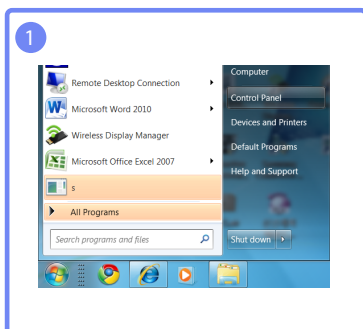 1
Remote Desktop Connection
Microsoft Word 2010
Wireless Display Manager
Microsoft Office Excel 2007
s
All Programs
Search programs and files
Computer
Control Panel
Devices and Printers
Default Programs
Help and Support
Shut down